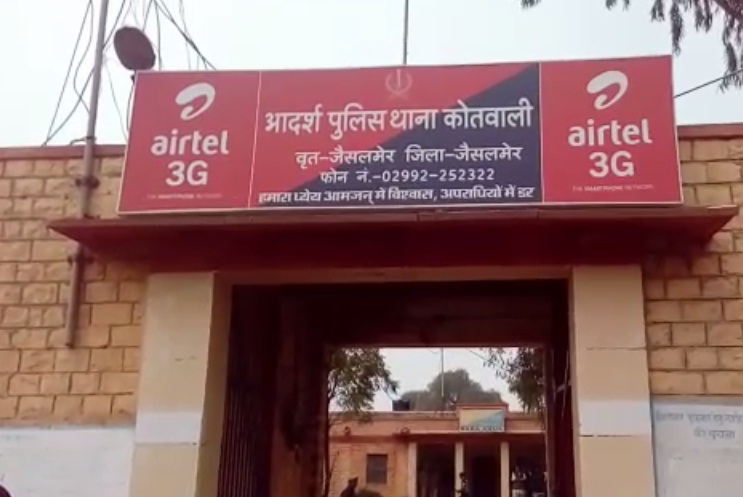 airtel
3G
THE SMARTPHONE NETWORK
आदर्श पुलिस थाना कोतवाली
वृत-जैसलमेर जिला-जैसलमेर
फोन नं.-02992-252322
हमारा ध्येय आमजन् में विश्वास, अपराधियों में डर
airtel
3G
THE SMARTPHONE NETWORK